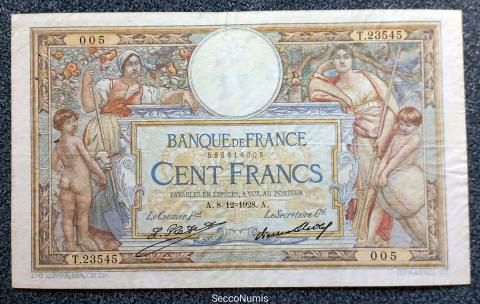 005 T.23545
BANQUE DE FRANCE
588618005
CENT FRANCS
PAYABLES EN ESPÈCES, A VUE, AU PORTEUR
A. 8-12-1928. A.
Le Caissier Pal Le Secrétaire Gal
T.23545 005
SeccoNumis